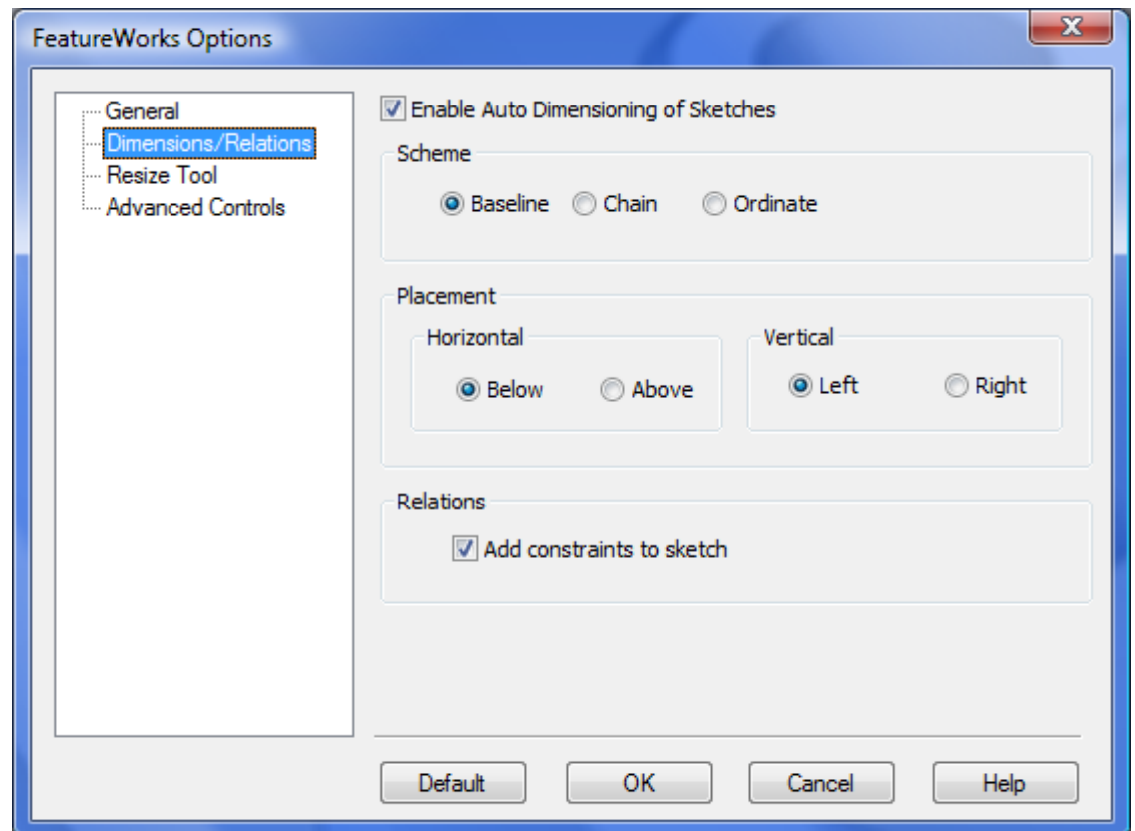 FeatureWorks Options
General
Dimensions/Relations
Resize Tool
Advanced Controls
Enable Auto Dimensioning of Sketches
Scheme
Baseline Chain Ordinate
Placement
Horizontal Vertical
Below Above Left Right
Relations
Add constraints to sketch
Default OK Cancel Help